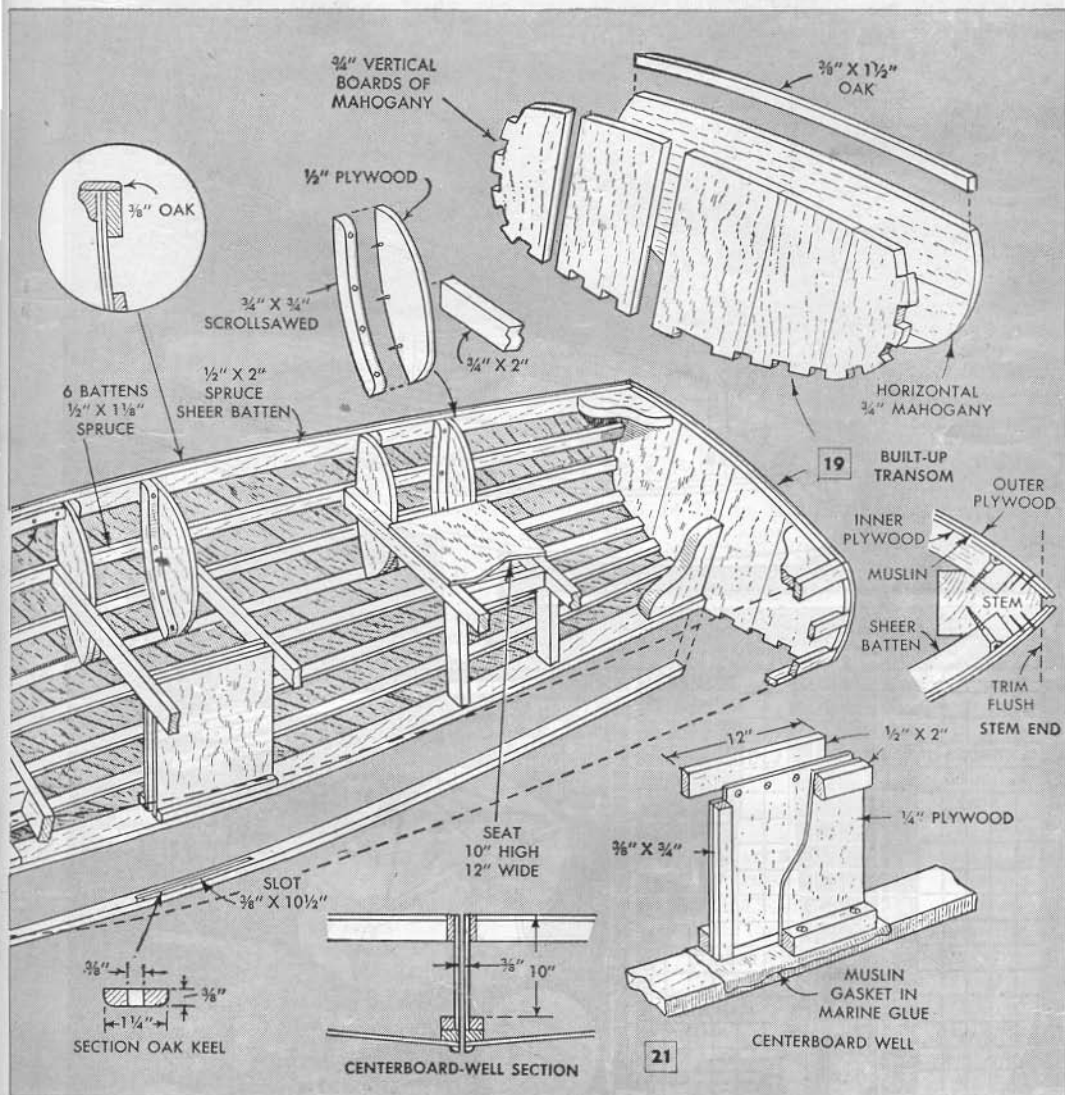 ¾" VERTICAL
BOARDS OF
MAHOGANY
⅜" X 1½"
OAK
½" PLYWOOD
⅜" OAK
¾" X ¾"
SCROLLSAWED
¾" X 2"
6 BATTENS
½" X 1⅛"
SPRUCE
½" X 2"
SPRUCE
SHEER BATTEN
HORIZONTAL
¾" MAHOGANY
19
BUILT-UP
TRANSOM
OUTER
PLYWOOD
INNER
PLYWOOD
MUSLIN
STEM
SHEER
BATTEN
TRIM
FLUSH
STEM END
SEAT
10" HIGH
12" WIDE
SLOT
⅜" X 10½"
⅜"
⅜"
1¼"
SECTION OAK KEEL
⅜"
10"
CENTERBOARD-WELL SECTION
12"
½" X 2"
¼" PLYWOOD
⅜" X ¾"
MUSLIN
GASKET IN
MARINE GLUE
21
CENTERBOARD WELL